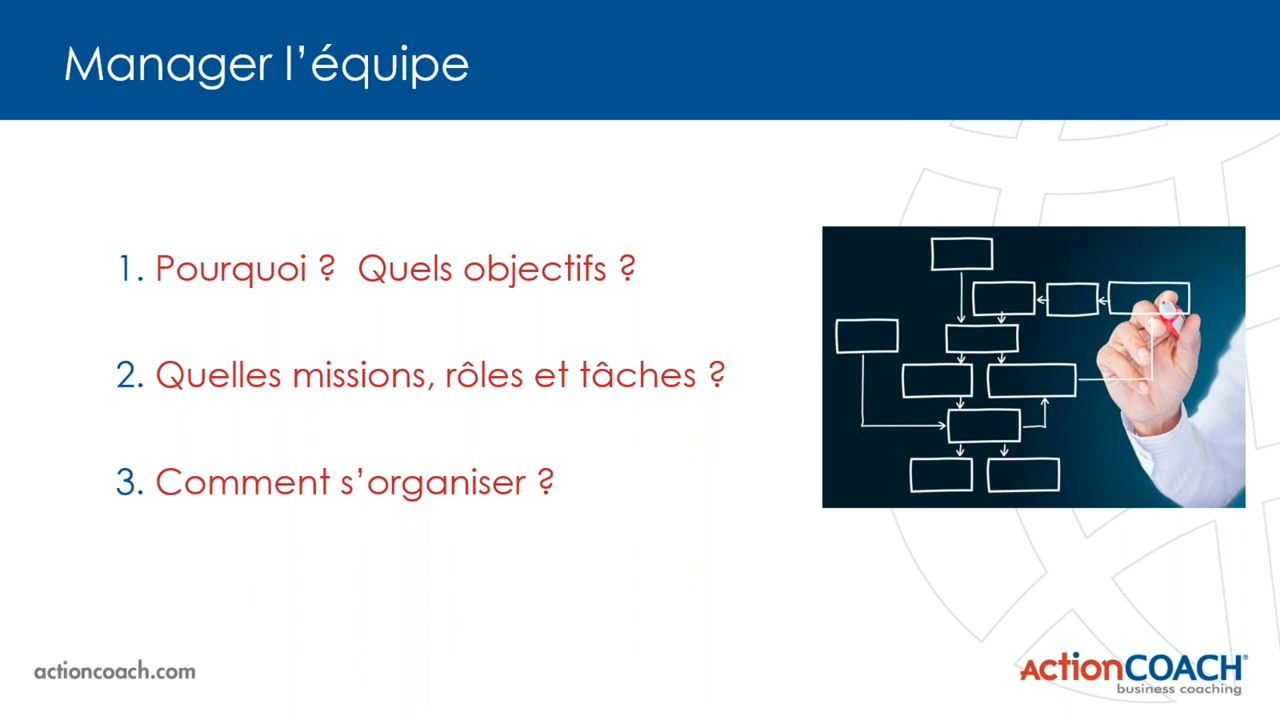 Manager l’équipe
1. Pourquoi ?  Quels objectifs ?
2. Quelles missions, rôles et tâches ?
3. Comment s’organiser ?
actioncoach.com
ActionCOACH®
business coaching